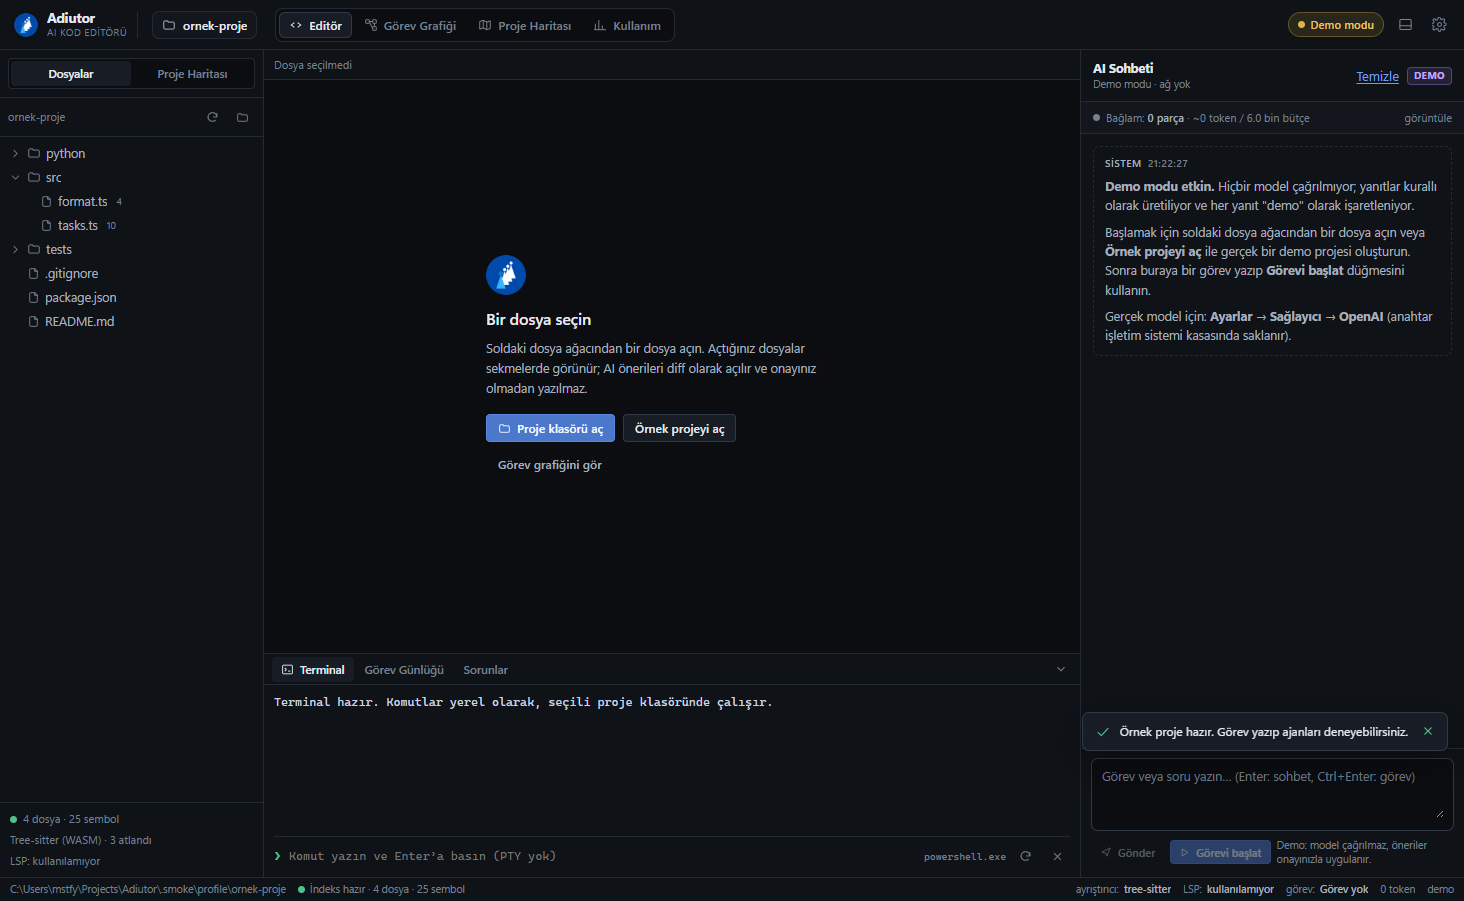 Adiutor
AI KOD EDİTÖRÜ
ornek-proje
Editör
Görev Grafiği
Proje Haritası
Kullanım
Demo modu
Dosyalar
Proje Haritası
ornek-proje
python
src
format.ts 4
tasks.ts 10
tests
.gitignore
package.json
README.md
4 dosya · 25 sembol
Tree-sitter (WASM) · 3 atlandı
LSP: kullanılamıyor
Dosya seçilmedi
Bir dosya seçin
Soldaki dosya ağacından bir dosya açın. Açtığınız dosyalar
sekmelerde görünür; AI önerileri diff olarak açılır ve onayınız
olmadan yazılmaz.
Proje klasörü aç
Örnek projeyi aç
Görev grafiğini gör
Terminal
Görev Günlüğü
Sorunlar
Terminal hazır. Komutlar yerel olarak, seçili proje klasöründe çalışır.
❯ Komut yazın ve Enter'a basın (PTY yok)
powershell.exe
AI Sohbeti
Demo modu · ağ yok
Temizle
DEMO
Bağlam: 0 parça · ~0 token / 6.0 bin bütçe
görüntüle
SİSTEM 21:22:27
Demo modu etkin. Hiçbir model çağrılmıyor; yanıtlar kurallı
olarak üretiliyor ve her yanıt "demo" olarak işaretleniyor.
Başlamak için soldaki dosya ağacından bir dosya açın veya
Örnek projeyi aç ile gerçek bir demo projesi oluşturun.
Sonra buraya bir görev yazıp Görevi başlat düğmesini
kullanın.
Gerçek model için: Ayarlar → Sağlayıcı → OpenAI (anahtar
işletim sistemi kasasında saklanır).
Örnek proje hazır. Görev yazıp ajanları deneyebilirsiniz.
Görev veya soru yazın... (Enter: sohbet, Ctrl+Enter: görev)
Gönder
Görevi başlat
Demo: model çağrılmaz, öneriler
onayınızla uygulanır.
C:\Users\mstfy\Projects\Adiutor\.smoke\profile\ornek-proje
İndeks hazır · 4 dosya · 25 sembol
ayrıştırıcı: tree-sitter
LSP: kullanılamıyor
görev: Görev yok
0 token
demo